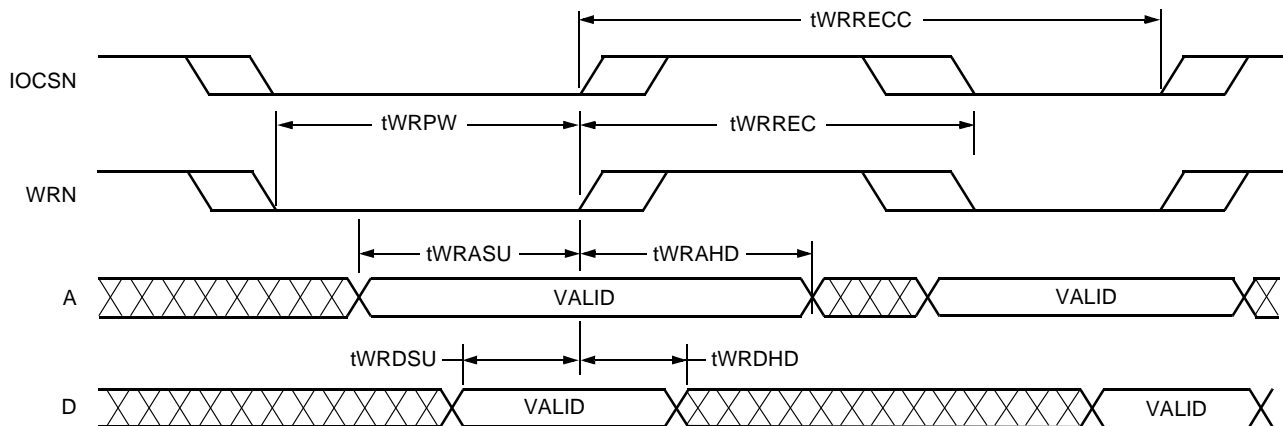 tWRRECC
IOCSN
tWRPW
tWRREC
WRN
tWRASU
tWRAHD
A
VALID
VALID
tWRDSU
tWRDHD
D
VALID
VALID